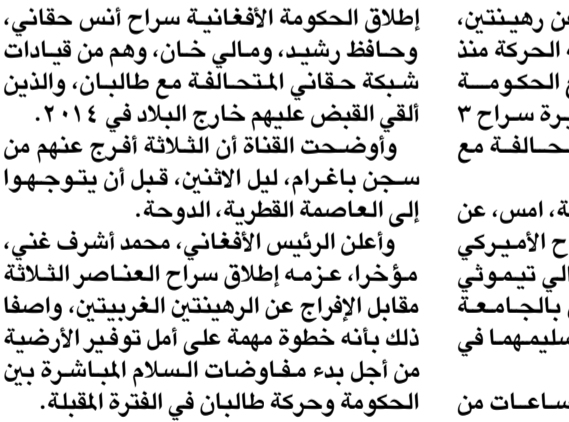 ن رهينتين،
ه الحركة منذ
ع الحكومـــة
يرة سراح ٣
ـحـالفـة مع
ـة، امس، عن
ح الأميركي
الي تيموثي
بالجامعة
سليمهما في
ساعـات من
إطلاق الحكومة الأفغانية سراح أنس حقاني،
وحافظ رشيد، ومالي خان، وهم من قيادات
شبكة حقاني المتحالفة مع طالبان، والذين
ألقي القبض عليهم خارج البلاد في ٢٠١٤.
وأوضحت القناة أن الثلاثة أفرج عنهم من
سجن باغرام، ليل الاثنين، قبل أن يتوجهوا
إلى العاصمة القطرية، الدوحة.
وأعلن الرئيس الأفغاني، محمد أشرف غني،
مؤخرا، عزمه إطلاق سراح العناصر الثلاثة
مقابل الإفراج عن الرهينتين الغربيتين، واصفا
ذلك بأنه خطوة مهمة على أمل توفير الأرضية
من أجل بدء مفاوضات السلام المباشرة بين
الحكومة وحركة طالبان في الفترة المقبلة.